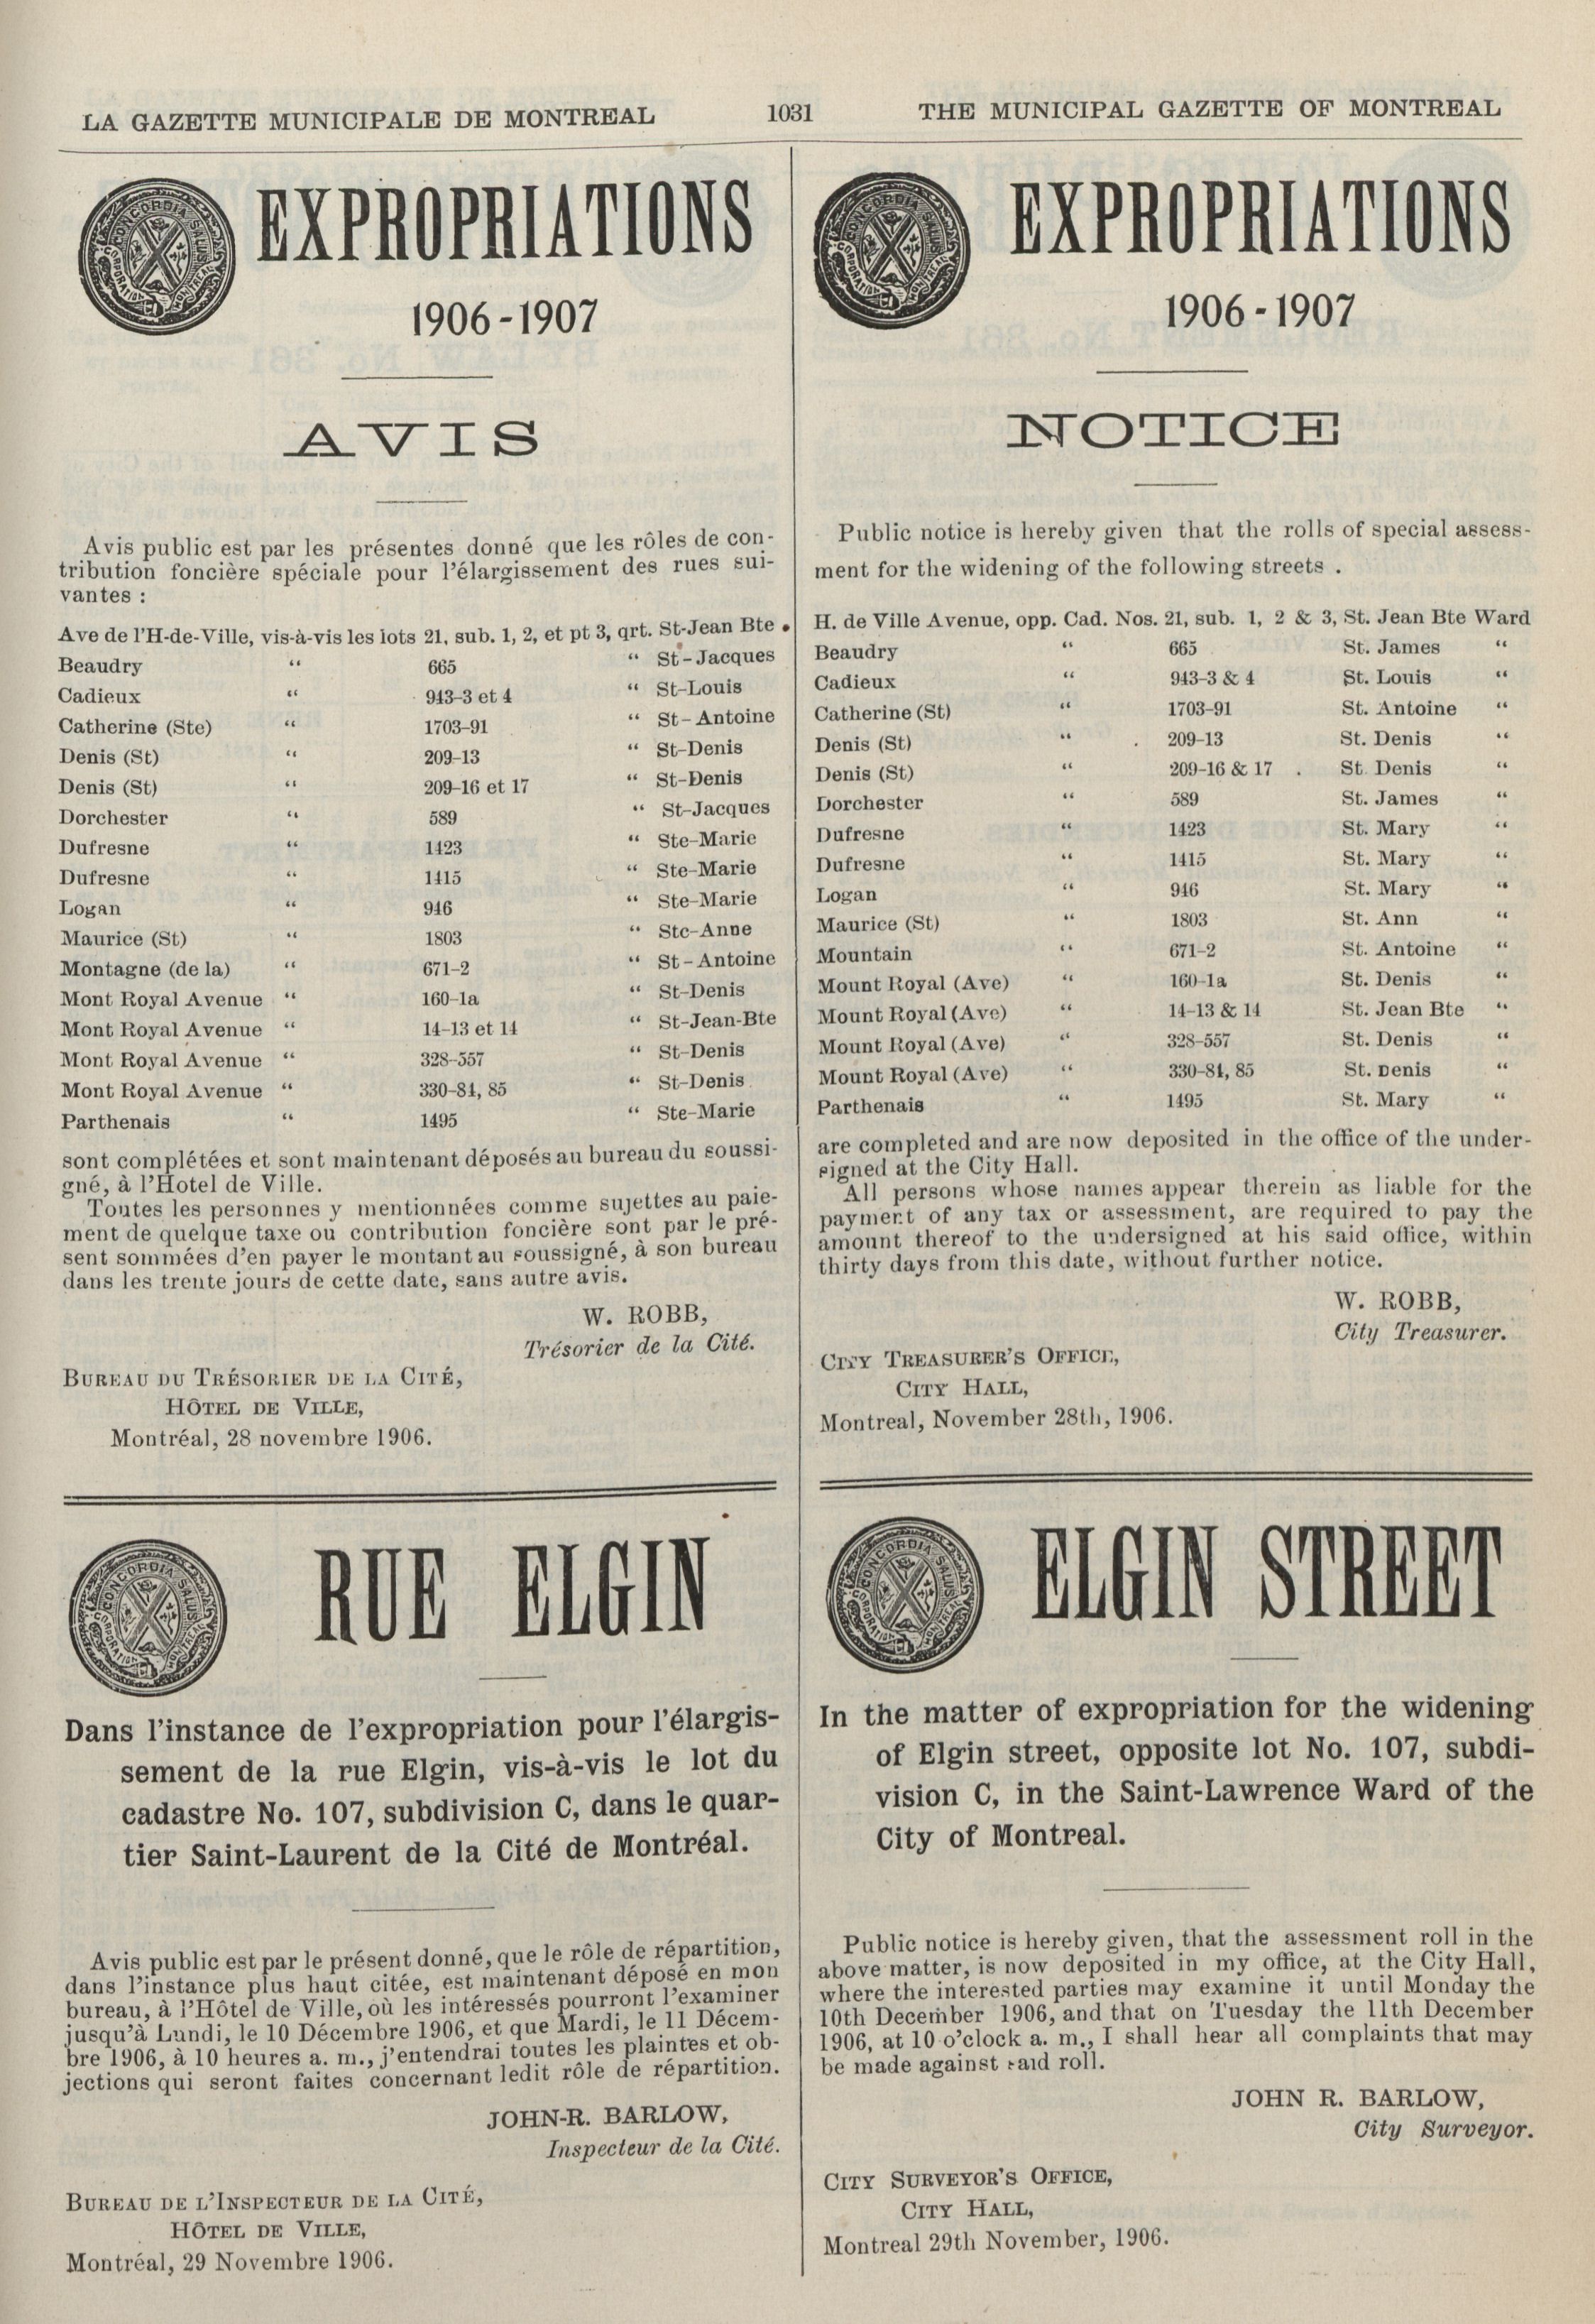 LA GAZETTE MUNICIPALE DE MONTREAL 1031 THE MUNICIPAL GAZETTE OF MONTREAL
EXPROPRIATIONS
1906-1907
AVIS
Avis public est par les présentes donné que les rôles de con-
tribution foncière spéciale pour l'élargissement des rues sui-
vantes :
Ave de l'H-de-Ville, vis-à-vis les lots 21, sub. 1, 2, et pt 3, qrt. St-Jean Bte.
Beaudry “ 665 “ St-Jacques
Cadieux “ 943-3 et 4 “ St-Louis
Catherine (Ste) “ 1703-91 “ St-Antoine
Denis (St) “ 209-13 “ St-Denis
Denis (St) “ 209-16 et 17 “ St-Denis
Dorchester “ 589 “ St-Jacques
Dufresne “ 1423 “ Ste-Marie
Dufresne “ 1415 “ Ste-Marie
Logan “ 946 “ Ste-Marie
Maurice (St) “ 1803 “ Ste-Anne
Montagne (de la) “ 671-2 “ St-Antoine
Mont Royal Avenue “ 160-1a “ St-Denis
Mont Royal Avenue “ 14-13 et 14 “ St-Jean-Bte
Mont Royal Avenue “ 328-557 “ St-Denis
Mont Royal Avenue “ 330-84, 85 “ St-Denis
Parthenais “ 1495 “ Ste-Marie
sont complétées et sont maintenant déposés au bureau du soussi-
gné, à l'Hotel de Ville.
Toutes les personnes y mentionnées comme sujettes au paie-
ment de quelque taxe ou contribution foncière sont par le pré-
sent sommées d'en payer le montant au soussigné, à son bureau
dans les trente jours de cette date, sans autre avis.
W. ROBB,
Trésorier de la Cité.
BUREAU DU TRÉSORIER DE LA CITÉ,
HÔTEL DE VILLE,
Montréal, 28 novembre 1906.
RUE ELGIN
Dans l'instance de l'expropriation pour l'élargis-
sement de la rue Elgin, vis-à-vis le lot du
cadastre No. 107, subdivision C, dans le quar-
tier Saint-Laurent de la Cité de Montréal.
Avis public est par le présent donné, que le rôle de répartition,
dans l'instance plus haut citée, est maintenant déposé en mon
bureau, à l'Hôtel de Ville, où les intéressés pourront l'examiner
jusqu'à Lundi, le 10 Décembre 1906, et que Mardi, le 11 Décem-
bre 1906, à 10 heures a. m., j'entendrai toutes les plaintes et ob-
jections qui seront faites concernant ledit rôle de répartition.
JOHN-R. BARLOW,
Inspecteur de la Cité.
BUREAU DE L'INSPECTEUR DE LA CITÉ,
HÔTEL DE VILLE,
Montréal, 29 Novembre 1906.
EXPROPRIATIONS
1906-1907
NOTICE
Public notice is hereby given that the rolls of special assess-
ment for the widening of the following streets .
H. de Ville Avenue, opp. Cad. Nos. 21, sub. 1, 2 & 3, St. Jean Bte Ward
Beaudry “ 665 St. James “
Cadieux “ 943-3 & 4 St. Louis “
Catherine (St) “ 1703-91 St. Antoine “
Denis (St) “ 209-13 St. Denis “
Denis (St) “ 209-16 & 17 . St. Denis “
Dorchester “ 589 St. James “
Dufresne “ 1423 St. Mary “
Dufresne “ 1415 St. Mary “
Logan “ 946 St. Mary “
Maurice (St) “ 1803 St. Ann “
Mountain “ 671-2 St. Antoine “
Mount Royal (Ave) “ 160-1a St. Denis “
Mount Royal (Ave) “ 14-13 & 14 St. Jean Bte “
Mount Royal (Ave) “ 328-557 St. Denis “
Mount Royal (Ave) “ 330-84, 85 St. Denis “
Parthenais “ 1495 St. Mary “
are completed and are now deposited in the office of the under-
signed at the City Hall.
All persons whose names appear therein as liable for the
payment of any tax or assessment, are required to pay the
amount thereof to the undersigned at his said office, within
thirty days from this date, without further notice.
W. ROBB,
City Treasurer.
CITY TREASURER'S OFFICE,
CITY HALL,
Montreal, November 28th, 1906.
ELGIN STREET
In the matter of expropriation for the widening
of Elgin street, opposite lot No. 107, subdi-
vision C, in the Saint-Lawrence Ward of the
City of Montreal.
Public notice is hereby given, that the assessment roll in the
above matter, is now deposited in my office, at the City Hall,
where the interested parties may examine it until Monday the
10th December 1906, and that on Tuesday the 11th December
1906, at 10 o'clock a. m., I shall hear all complaints that may
be made against said roll.
JOHN R. BARLOW,
City Surveyor.
CITY SURVEYOR'S OFFICE,
CITY HALL,
Montreal 29th November, 1906.
CONCORDIA SALUS
CORPORATION MONTREAL